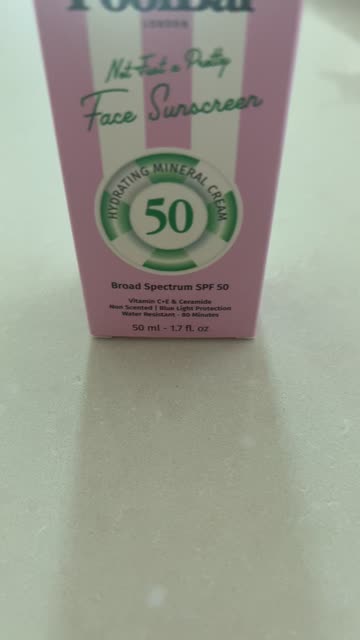 PoolBar
LONDON
Not Just a Pretty
Face Sunscreen
HYDRATING MINERAL CREAM
50
Broad Spectrum SPF 50
Vitamin C+E & Ceramide
Non Scented | Blue Light Protection
Water Resistant - 80 Minutes
50 ml - 1.7 fl. oz